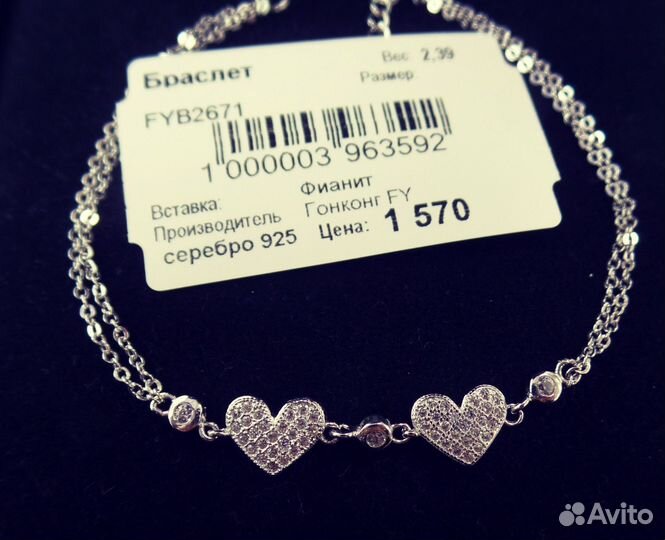 Браслет
Вес: 2,39
Размер
FYB2671
1 000003 963592
Вставка: Фианит
Производитель Гонконг FY
серебро 925 Цена: 1 570
Avito